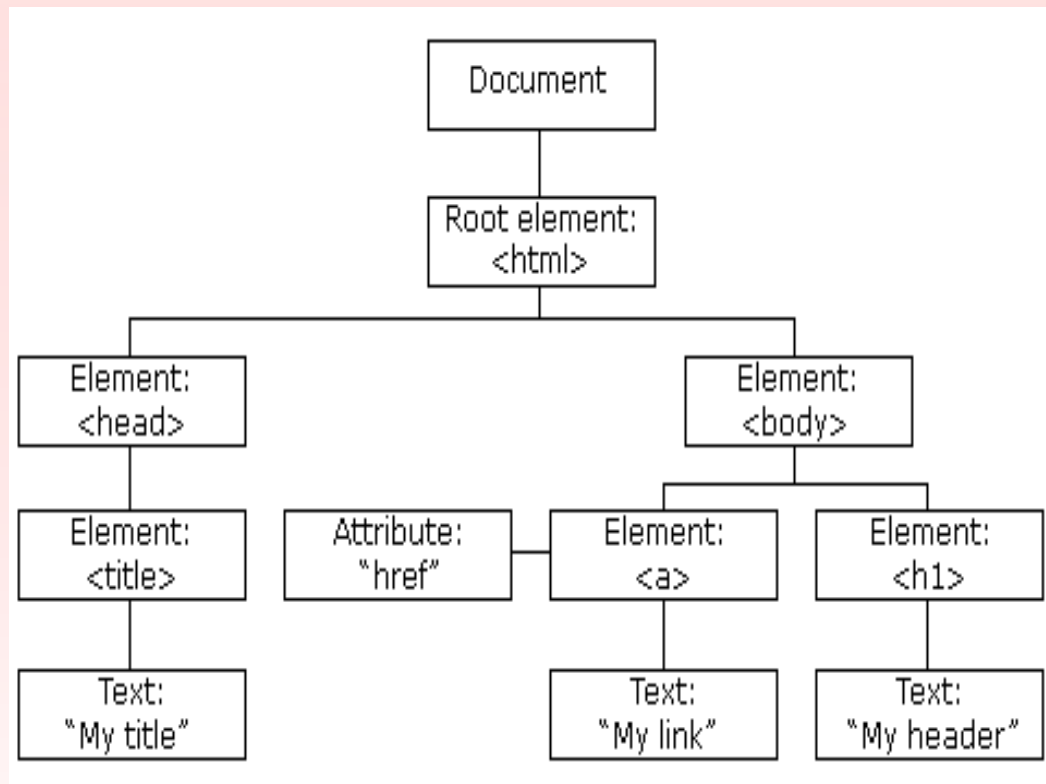 Document
Root element:
<html>
Element:
<head>
Element:
<body>
Element:
<title>
Attribute:
“href”
Element:
<a>
Element:
<h1>
Text:
“My title”
Text:
“My link”
Text:
“My header”